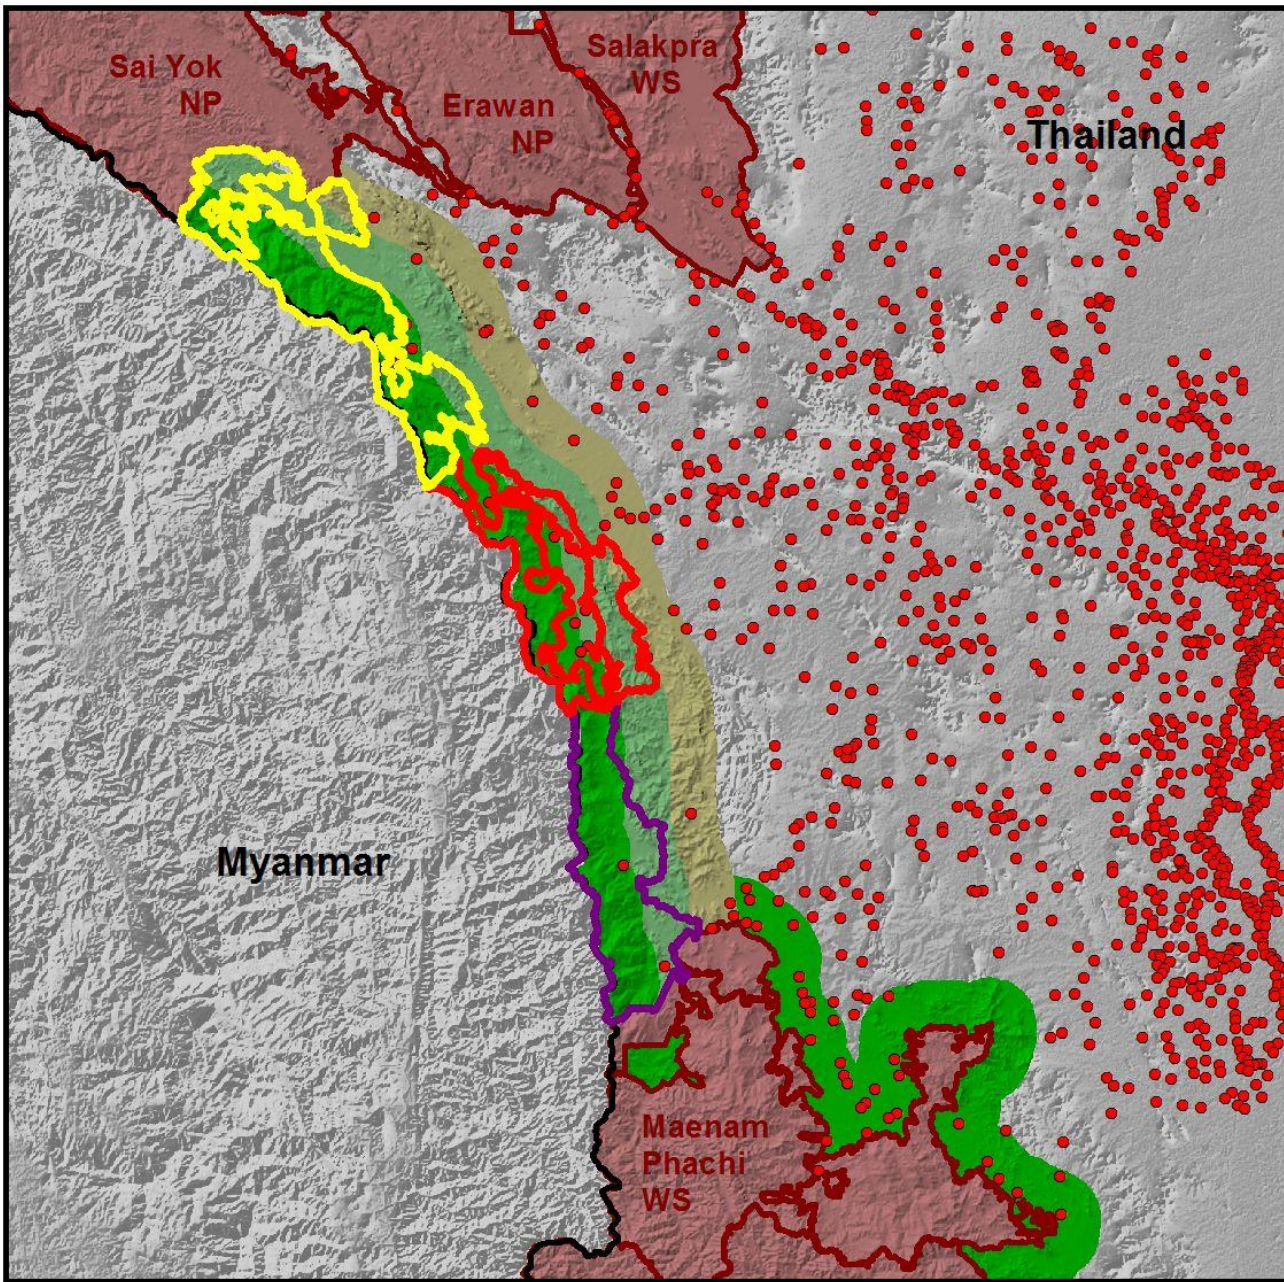 Sai Yok
NP
Erawan
NP
Salakpra
WS
Thailand
Myanmar
Maenam
Phachi
WS